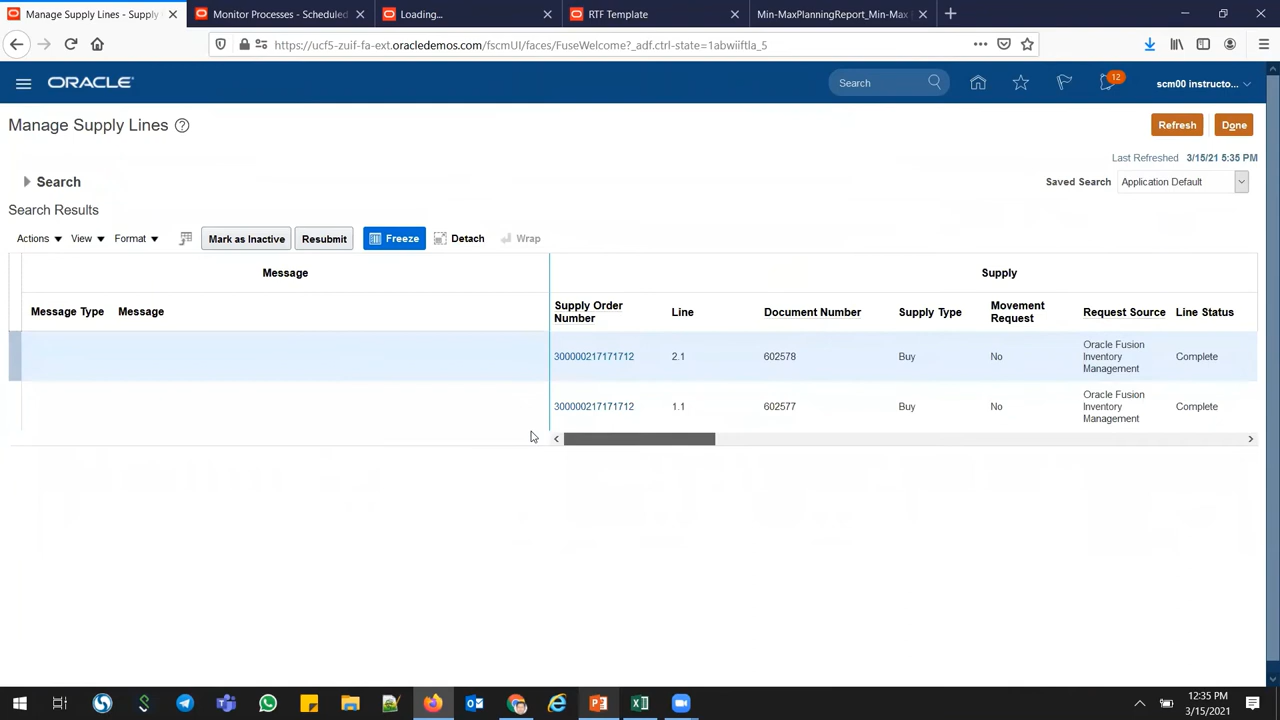 Manage Supply Lines - Supply
Monitor Processes - Scheduled
Loading...
RTF Template
Min-MaxPlanningReport_Min-Max
https://ucf5-zuif-fa-ext.oracledemos.com/fscmUI/faces/FuseWelcome?_adf.ctrl-state=1abwiiftla_5
ORACLE
Search
12
scm00 instructo...
Manage Supply Lines
Refresh
Done
Last Refreshed 3/15/21 5:35 PM
Search
Saved Search Application Default
Search Results
Actions View Format Mark as Inactive Resubmit Freeze Detach Wrap
Message
Supply
Message Type Message
Supply Order
Number
Line
Document Number
Supply Type
Movement
Request
Request Source
Line Status
300000217171712 2.1 602578 Buy No
Oracle Fusion
Inventory
Management
Complete
300000217171712 1.1 602577 Buy No
Oracle Fusion
Inventory
Management
Complete
12:35 PM
3/15/2021